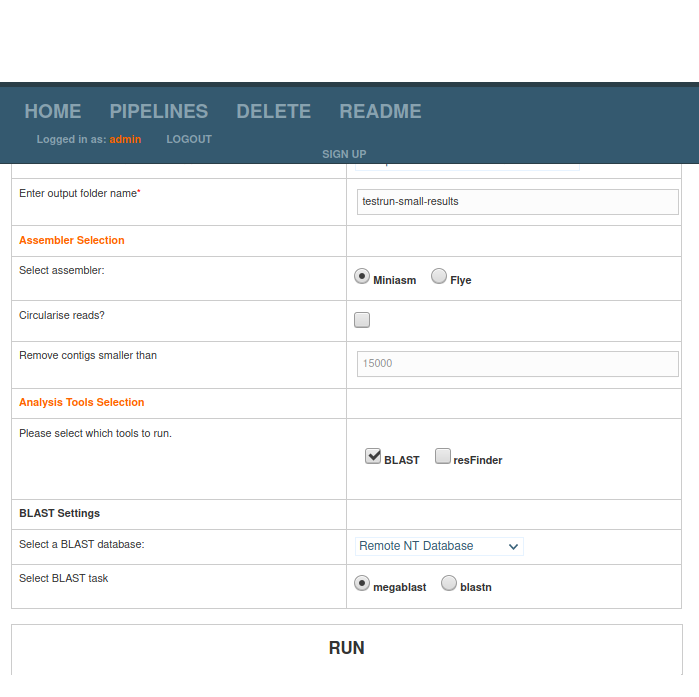 HOME PIPELINES DELETE README
Logged in as: admin LOGOUT
SIGN UP
Enter output folder name*
testrun-small-results
Assembler Selection
Select assembler:
Miniasm Flye
Circularise reads?
Remove contigs smaller than
15000
Analysis Tools Selection
Please select which tools to run.
BLAST resFinder
BLAST Settings
Select a BLAST database:
Remote NT Database
Select BLAST task
megablast blastn
RUN